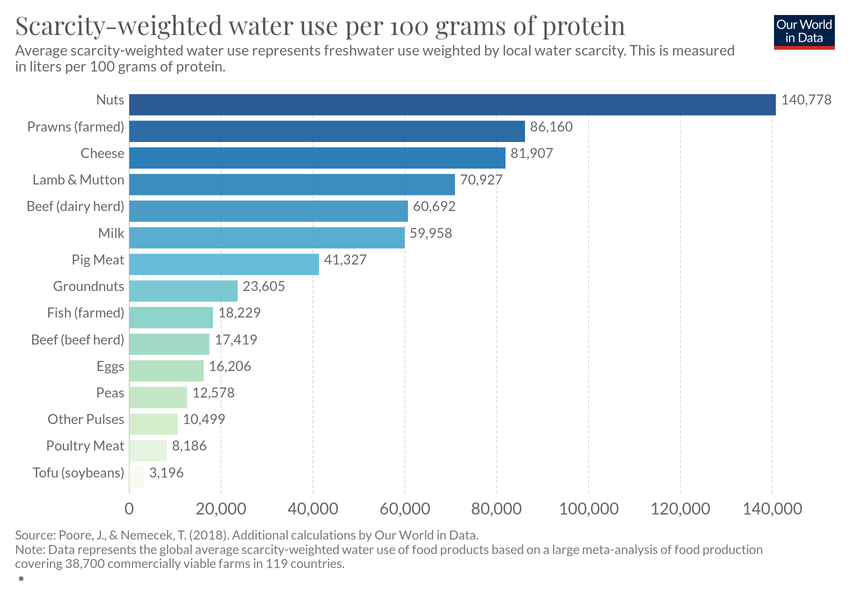 Scarcity-weighted water use per 100 grams of protein
Our World
in Data
Average scarcity-weighted water use represents freshwater use weighted by local water scarcity. This is measured
in liters per 100 grams of protein.
Nuts 140,778
Prawns (farmed) 86,160
Cheese 81,907
Lamb & Mutton 70,927
Beef (dairy herd) 60,692
Milk 59,958
Pig Meat 41,327
Groundnuts 23,605
Fish (farmed) 18,229
Beef (beef herd) 17,419
Eggs 16,206
Peas 12,578
Other Pulses 10,499
Poultry Meat 8,186
Tofu (soybeans) 3,196
0 20,000 40,000 60,000 80,000 100,000 120,000 140,000
Source: Poore, J., & Nemecek, T. (2018). Additional calculations by Our World in Data.
Note: Data represents the global average scarcity-weighted water use of food products based on a large meta-analysis of food production
covering 38,700 commercially viable farms in 119 countries.
•